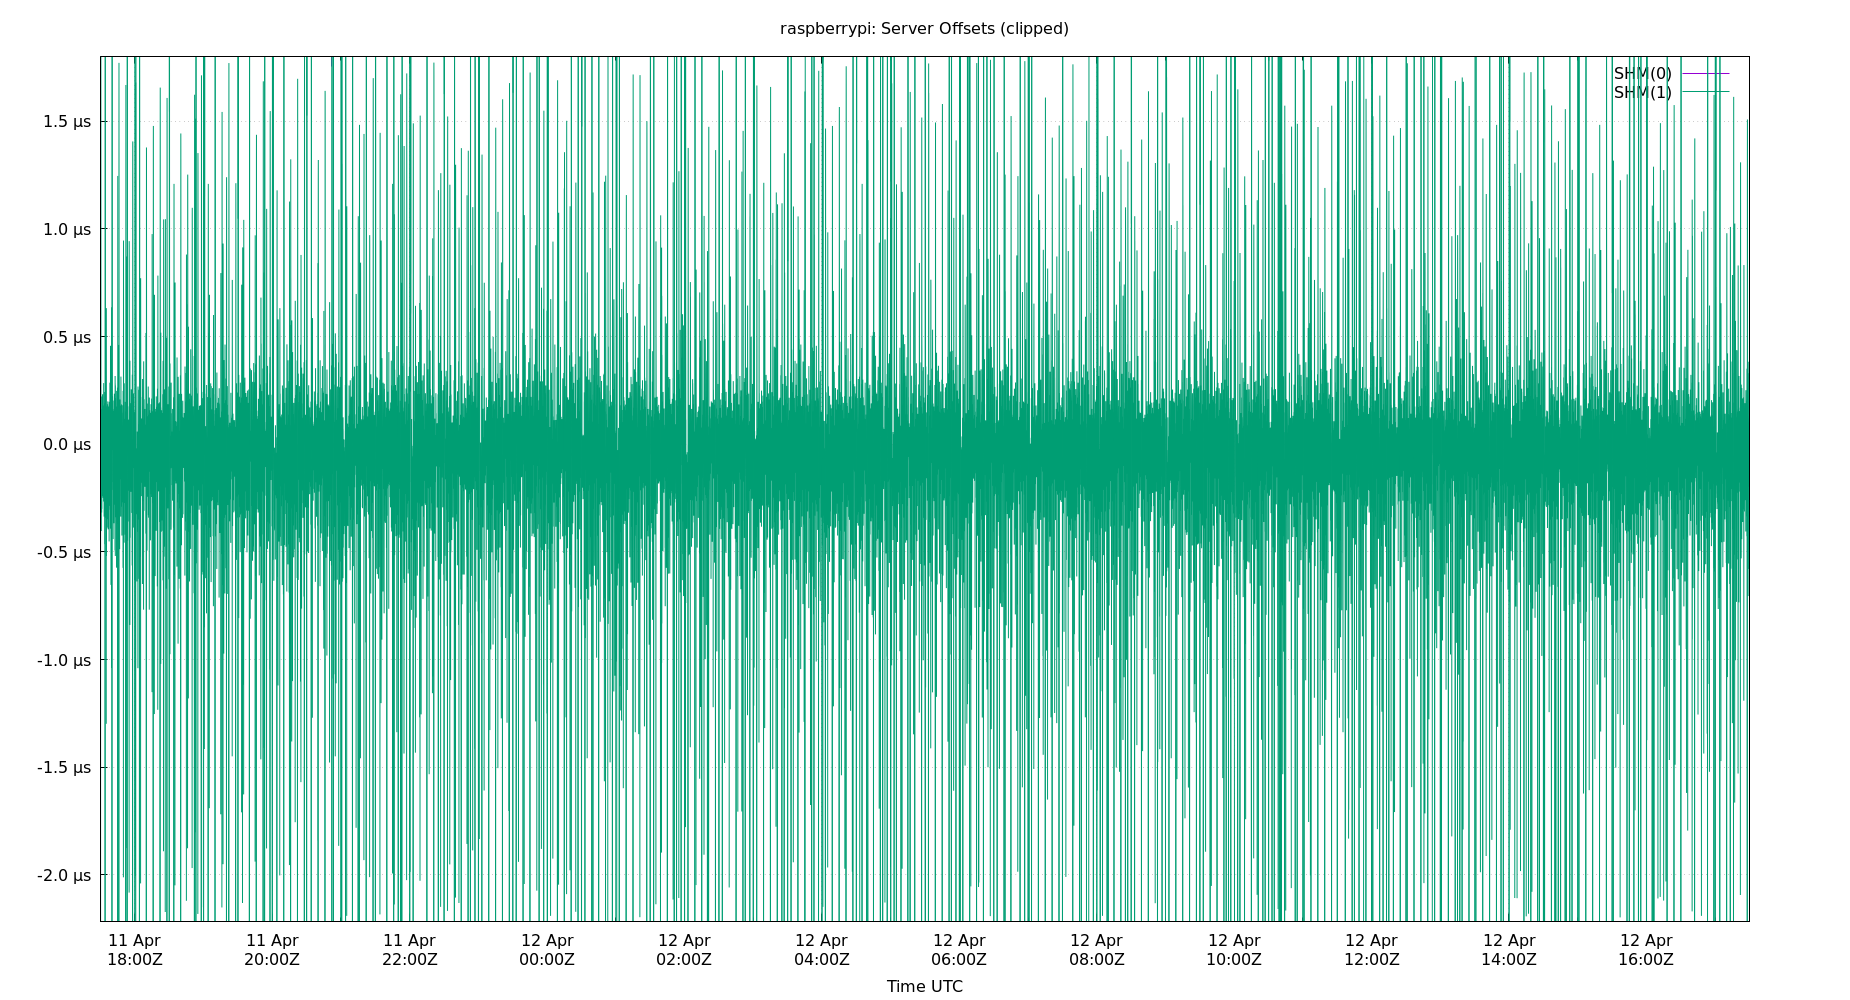 raspberrypi: Server Offsets (clipped)
SHM(0)
SHM(1)
1.5 µs
1.0 µs
0.5 µs
0.0 µs
-0.5 µs
-1.0 µs
-1.5 µs
-2.0 µs
11 Apr 11 Apr 11 Apr 12 Apr 12 Apr 12 Apr 12 Apr 12 Apr 12 Apr 12 Apr 12 Apr 12 Apr
18:00Z 20:00Z 22:00Z 00:00Z 02:00Z 04:00Z 06:00Z 08:00Z 10:00Z 12:00Z 14:00Z 16:00Z
Time UTC